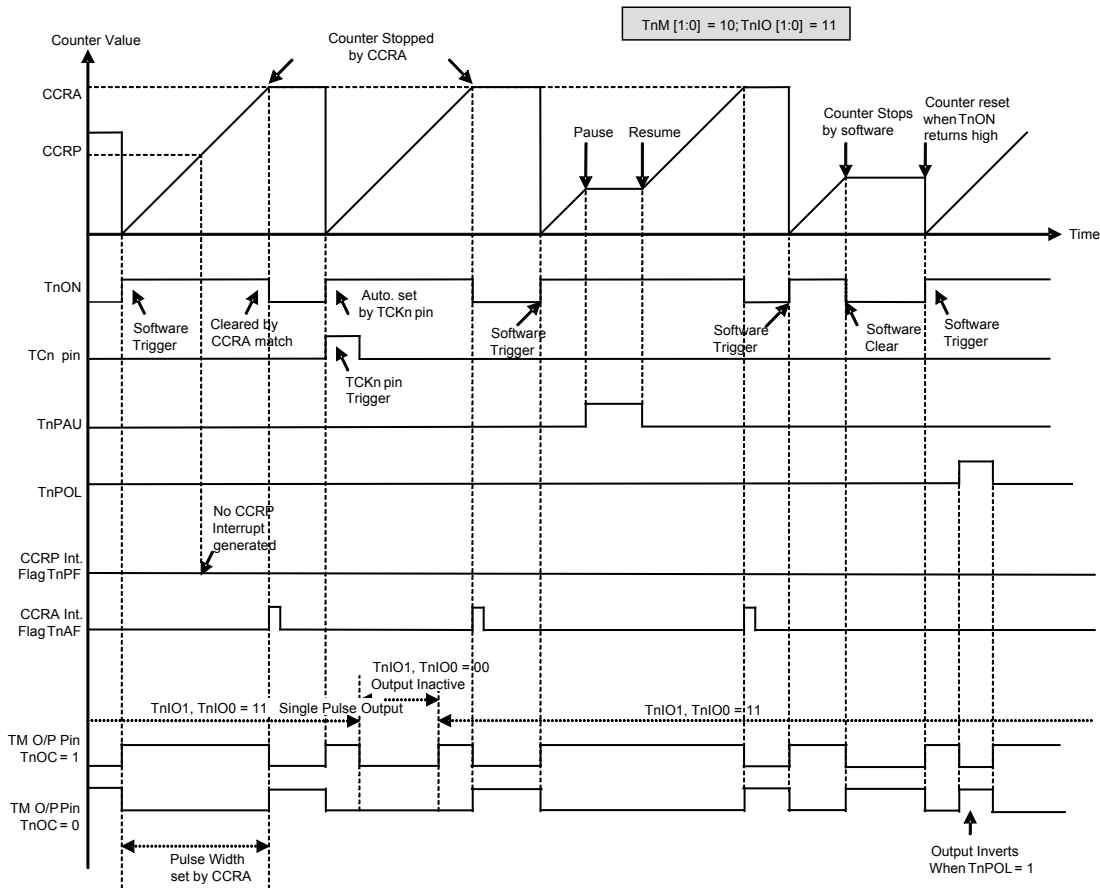 TnM [1:0] = 10; TnIO [1:0] = 11
Counter Value
Counter Stopped
by CCRA
CCRA
CCRP
Pause
Resume
Counter Stops
by software
Counter reset
when TnON
returns high
Time
TnON
Software
Trigger
Cleared by
CCRA match
Auto. set
by TCKn pin
Software
Trigger
Software
Trigger
Software
Clear
Software
Trigger
TCn pin
TCKn pin
Trigger
TnPAU
TnPOL
No CCRP
Interrupt
generated
CCRP Int.
Flag TnPF
CCRA Int.
Flag TnAF
TnIO1, TnIO0 = 00
Output Inactive
TnIO1, TnIO0 = 11 Single Pulse Output
TnIO1, TnIO0 = 11
TM O/P Pin
TnOC = 1
TM O/P Pin
TnOC = 0
Pulse Width
set by CCRA
Output Inverts
When TnPOL = 1